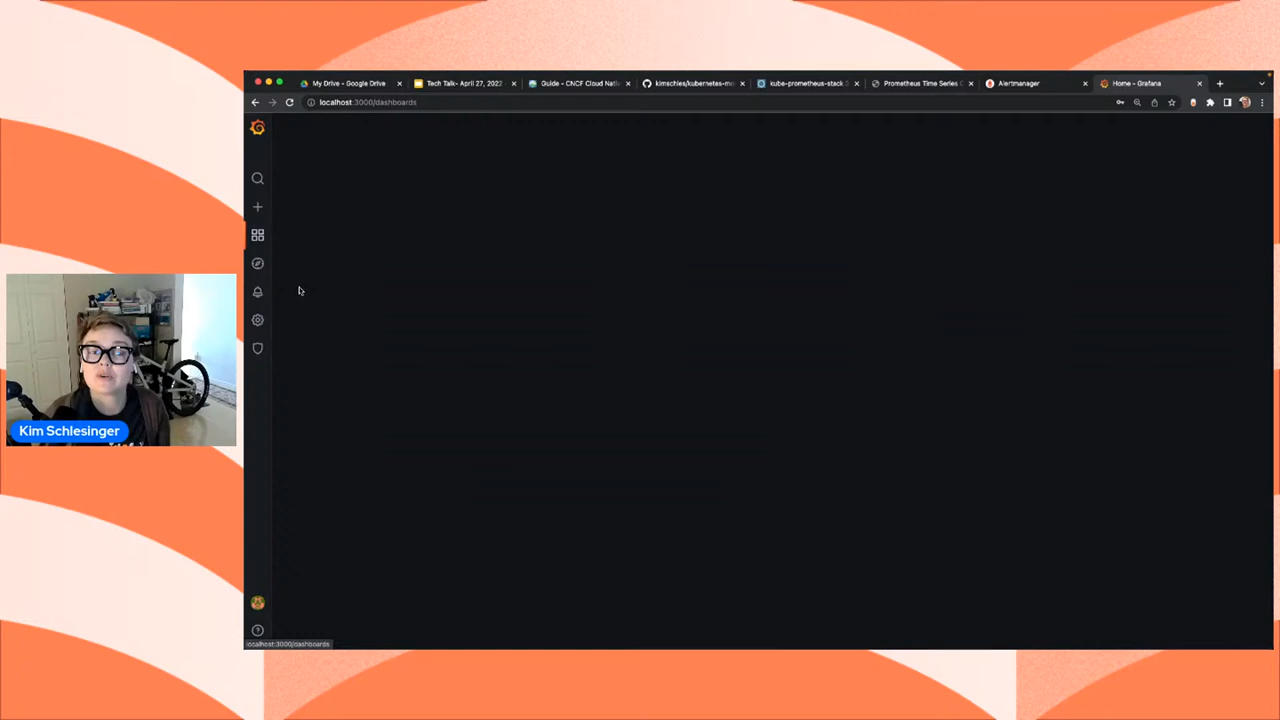 My Drive - Google Drive
Tech Talk- April 27, 2022
Guide - CNCF Cloud Nati
kimschles/kubernetes-mo
kube-prometheus-stack
Prometheus Time Series
Alertmanager
Home - Grafana
localhost:3000/dashboards
Kim Schlesinger
localhost:3000/dashboards